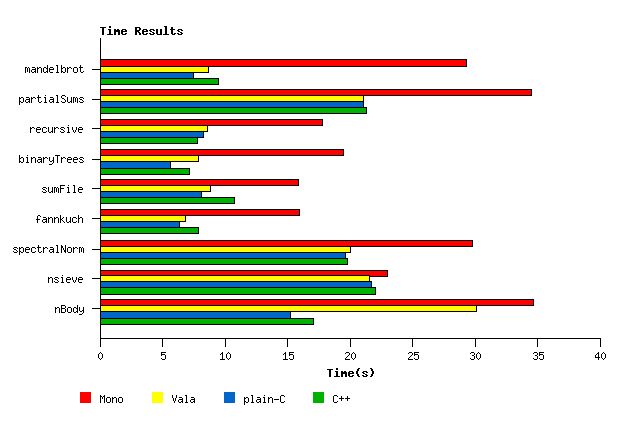 Time Results
mandelbrot
partialSums
recursive
binaryTrees
sumFile
fannkuch
spectralNorm
nsieve
nBody
0 5 10 15 20 25 30 35 40
Time(s)
Mono Vala plain-C C++